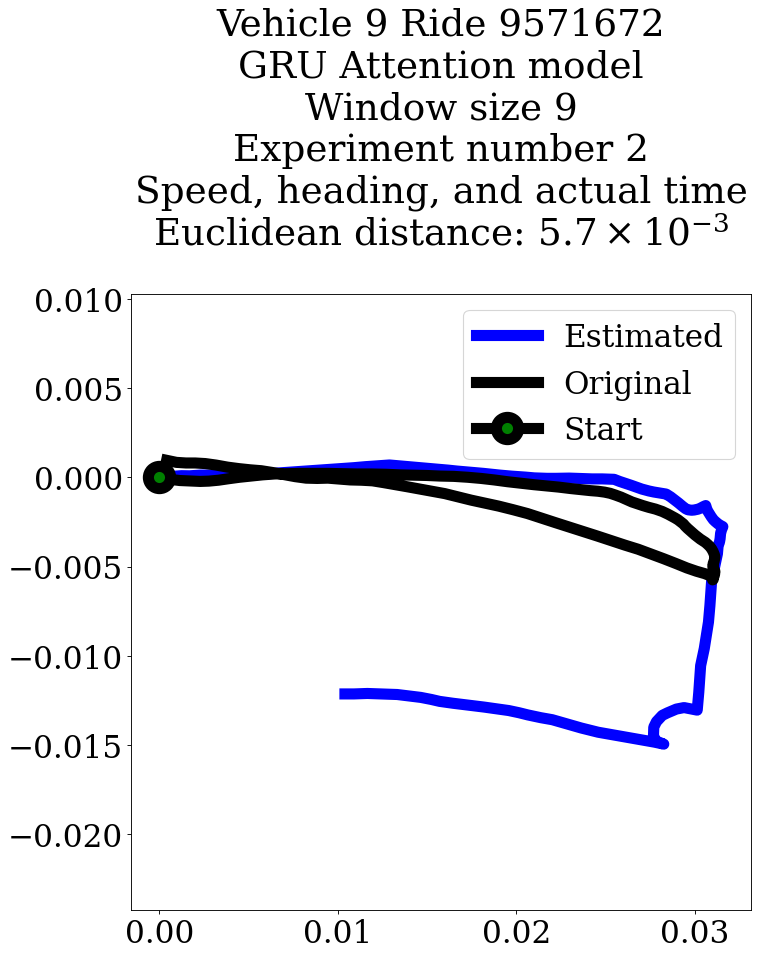 Vehicle 9 Ride 9571672
GRU Attention model
Window size 9
Experiment number 2
Speed, heading, and actual time
Euclidean distance: 5.7 × 10⁻³
0.010
0.005
0.000
−0.005
−0.010
−0.015
−0.020
Estimated
Original
Start
0.00 0.01 0.02 0.03